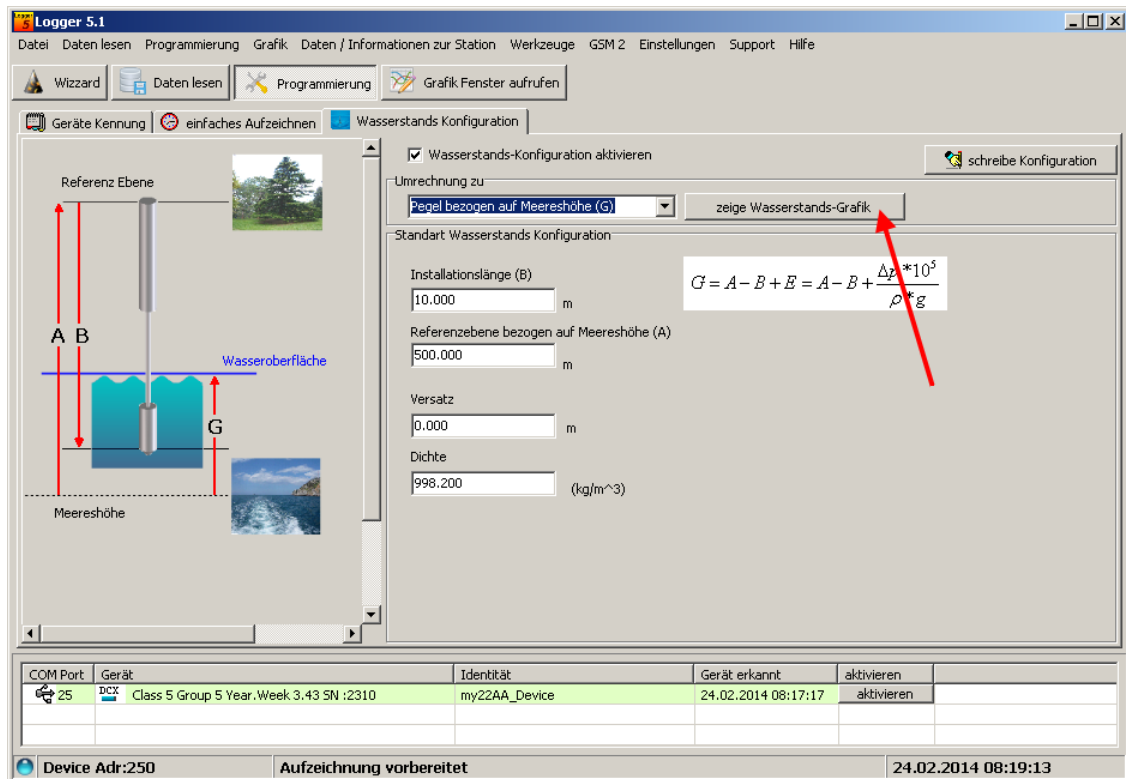 Logger 5.1
Datei Daten lesen Programmierung Grafik Daten / Informationen zur Station Werkzeuge GSM 2 Einstellungen Support Hilfe
Wizzard Daten lesen Programmierung Grafik Fenster aufrufen
Geräte Kennung einfaches Aufzeichnen Wasserstands Konfiguration
Referenz Ebene
A B
Wasseroberfläche
G
Meereshöhe
Wasserstands-Konfiguration aktivieren
schreibe Konfiguration
Umrechnung zu
Pegel bezogen auf Meereshöhe (G) zeige Wasserstands-Grafik
Standart Wasserstands Konfiguration
Installationslänge (B)
10.000 m
G = A − B + E = A − B + Δp * 10⁵ / ρ * g
Referenzebene bezogen auf Meereshöhe (A)
500.000 m
Versatz
0.000 m
Dichte
998.200 (kg/m^3)
COM Port Gerät Identität Gerät erkannt aktivieren
25 DCX Class 5 Group 5 Year.Week 3.43 SN :2310 my22AA_Device 24.02.2014 08:17:17 aktivieren
Device Adr:250 Aufzeichnung vorbereitet 24.02.2014 08:19:13